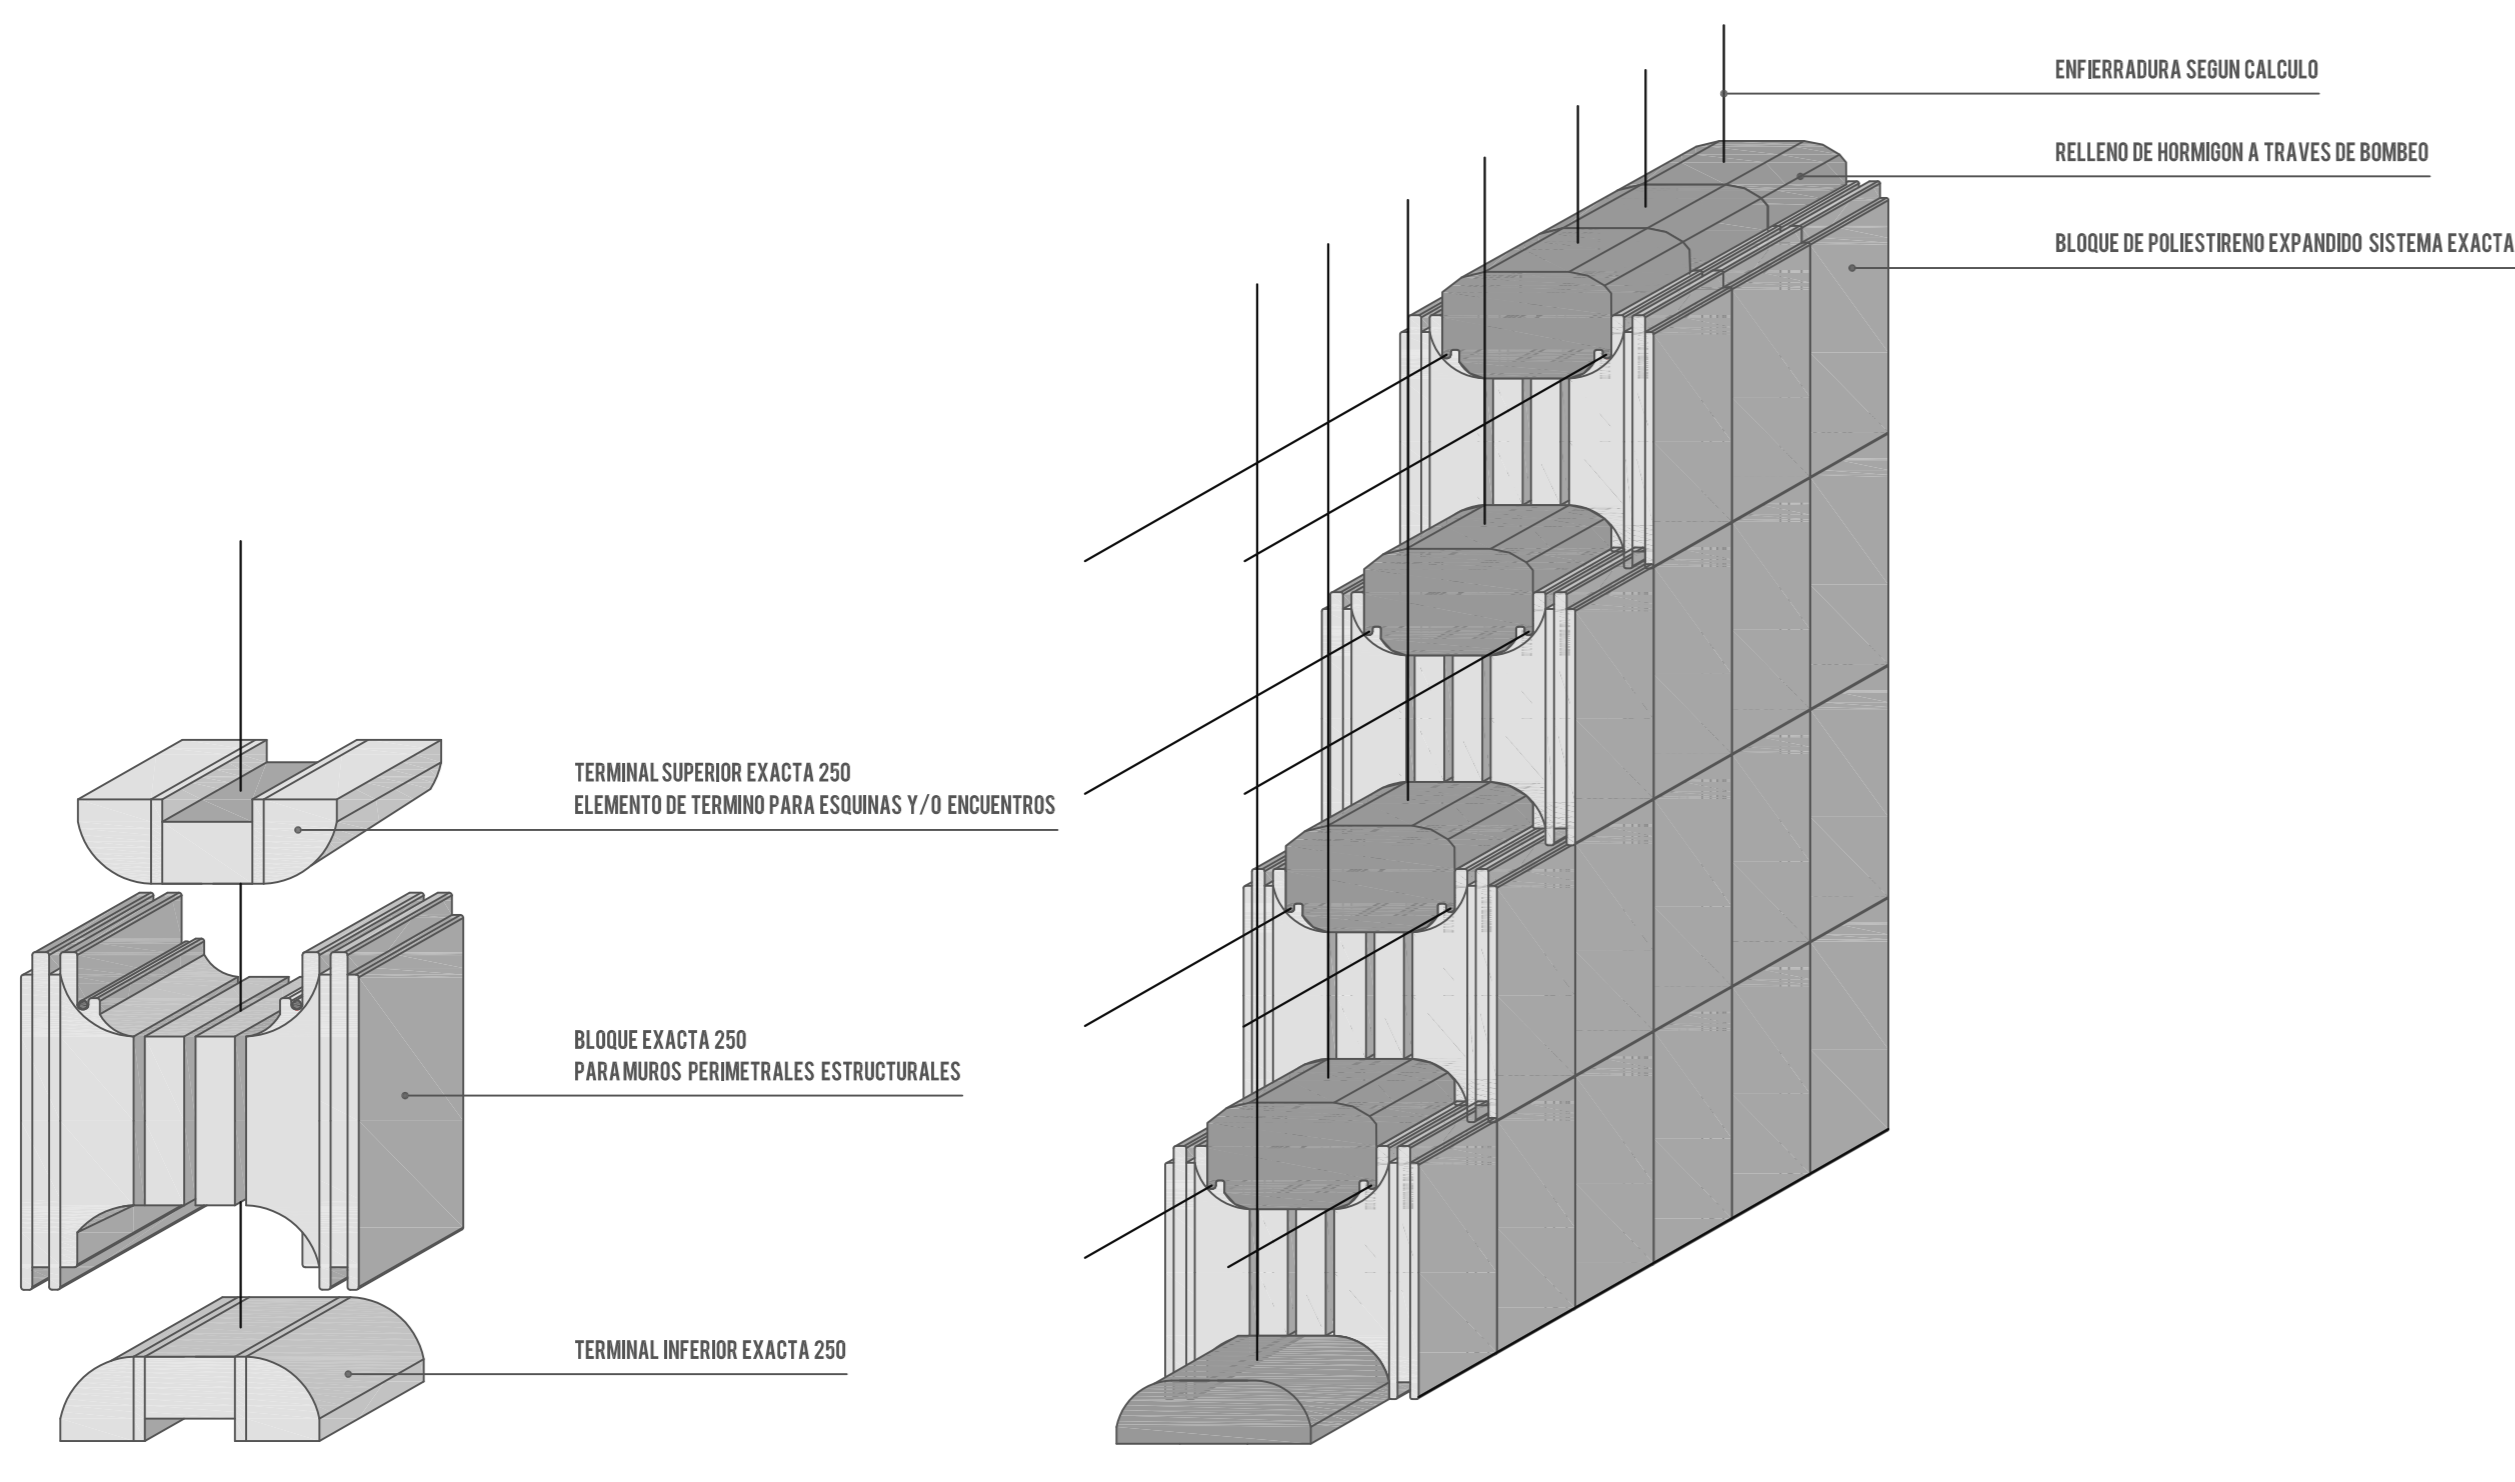 ENFIERRADURA SEGUN CALCULO
RELLENO DE HORMIGON A TRAVES DE BOMBEO
BLOQUE DE POLIESTIRENO EXPANDIDO SISTEMA EXACTA
TERMINAL SUPERIOR EXACTA 250
ELEMENTO DE TERMINO PARA ESQUINAS Y/O ENCUENTROS
BLOQUE EXACTA 250
PARA MUROS PERIMETRALES ESTRUCTURALES
TERMINAL INFERIOR EXACTA 250